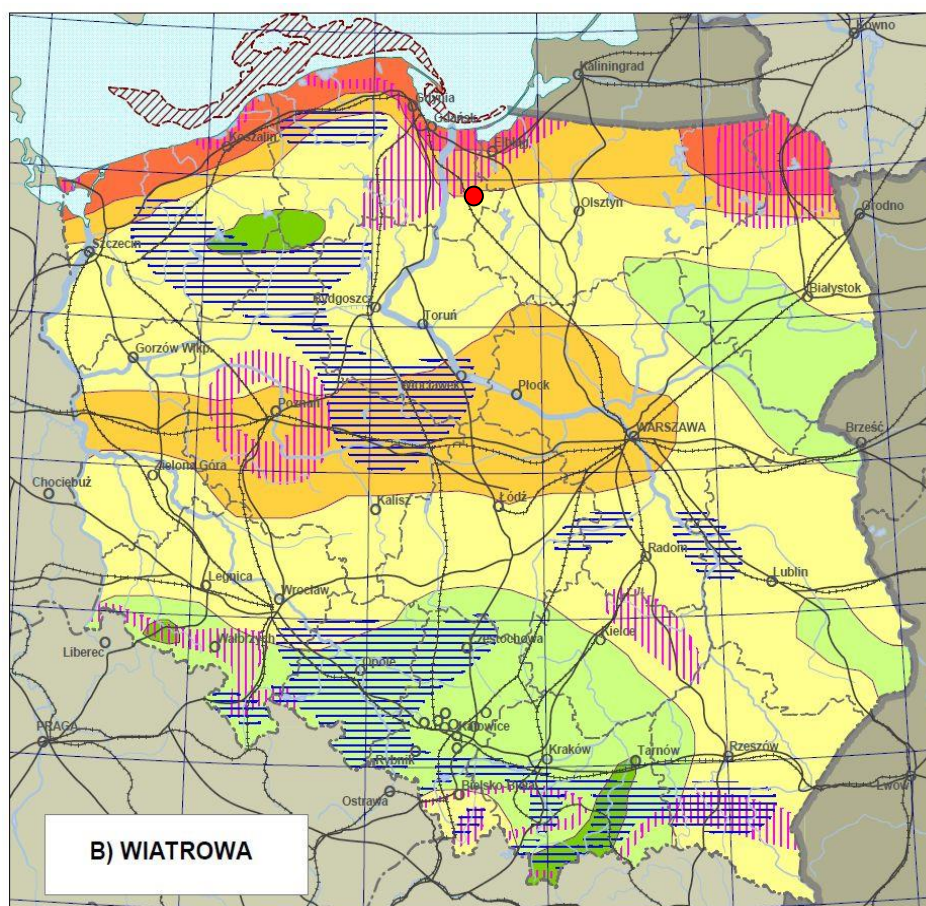 Kowno
Kaliningrad
Gdynia
Gdańsk
Elbląg
Koszalin
Olsztyn
Grodno
Szczecin
Białystok
Bydgoszcz
Toruń
Gorzów Wlkp.
Włocławek
Płock
Poznań
WARSZAWA
Brześć
Zielona Góra
Chociebuż
Kalisz
Łódź
Radom
Legnica
Wrocław
Lublin
Liberec
Wałbrzych
Kielce
Częstochowa
Opole
PRAGA
Katowice
Kraków
Tarnów
Rzeszów
Rybnik
Lwów
Ostrawa
Bielsko-Biała
B) WIATROWA